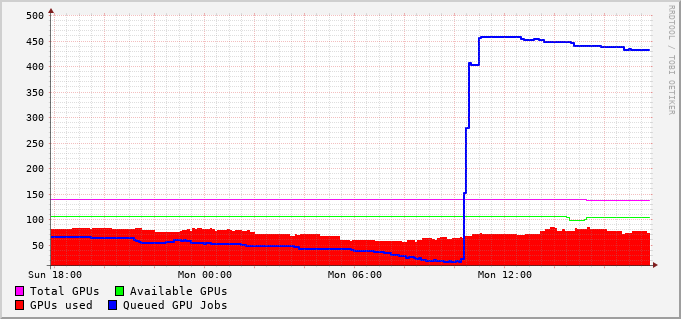 500
450
400
350
300
250
200
150
100
50
Sun 18:00 Mon 00:00 Mon 06:00 Mon 12:00
Total GPUs Available GPUs
GPUs used Queued GPU Jobs
RRDTOOL / TOBI OETIKER